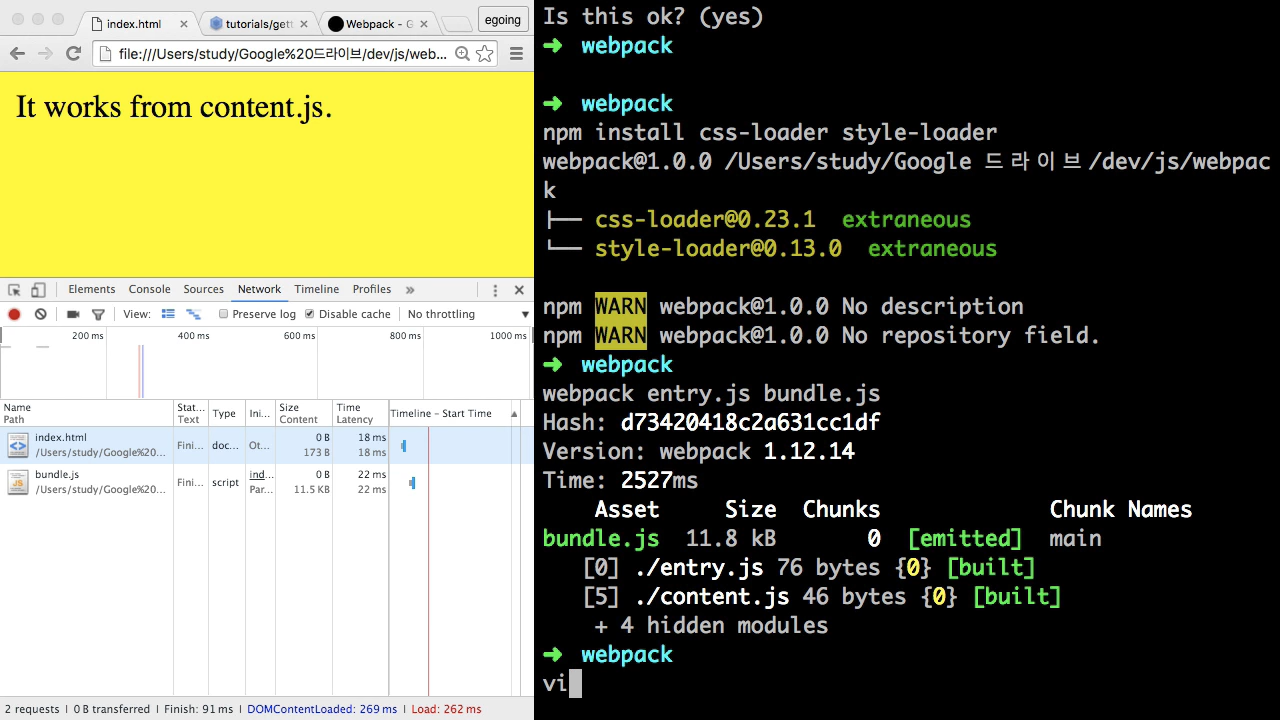 index.html
tutorials/gett
Webpack - G
egoing
file:///Users/study/Google%20드라이브/dev/js/web...
It works from content.js.
Elements Console Sources Network Timeline Profiles »
View: Preserve log Disable cache No throttling
200 ms 400 ms 600 ms 800 ms 1000 ms
Name Stat... Type Ini... Size Time Timeline – Start Time
Path Text Content Latency
index.html Fini... doc... Ot... 0 B 18 ms
/Users/study/Google%20... 173 B 18 ms
bundle.js Fini... script ind... 0 B 22 ms
/Users/study/Google%20... Par... 11.5 KB 22 ms
2 requests | 0 B transferred | Finish: 91 ms | DOMContentLoaded: 269 ms | Load: 262 ms
Is this ok? (yes)
➜ webpack
➜ webpack
npm install css-loader style-loader
webpack@1.0.0 /Users/study/Google 드라이브/dev/js/webpac
k
├── css-loader@0.23.1 extraneous
└── style-loader@0.13.0 extraneous
npm WARN webpack@1.0.0 No description
npm WARN webpack@1.0.0 No repository field.
➜ webpack
webpack entry.js bundle.js
Hash: d73420418c2a631cc1df
Version: webpack 1.12.14
Time: 2527ms
Asset Size Chunks Chunk Names
bundle.js 11.8 kB 0 [emitted] main
[0] ./entry.js 76 bytes {0} [built]
[5] ./content.js 46 bytes {0} [built]
+ 4 hidden modules
➜ webpack
vi